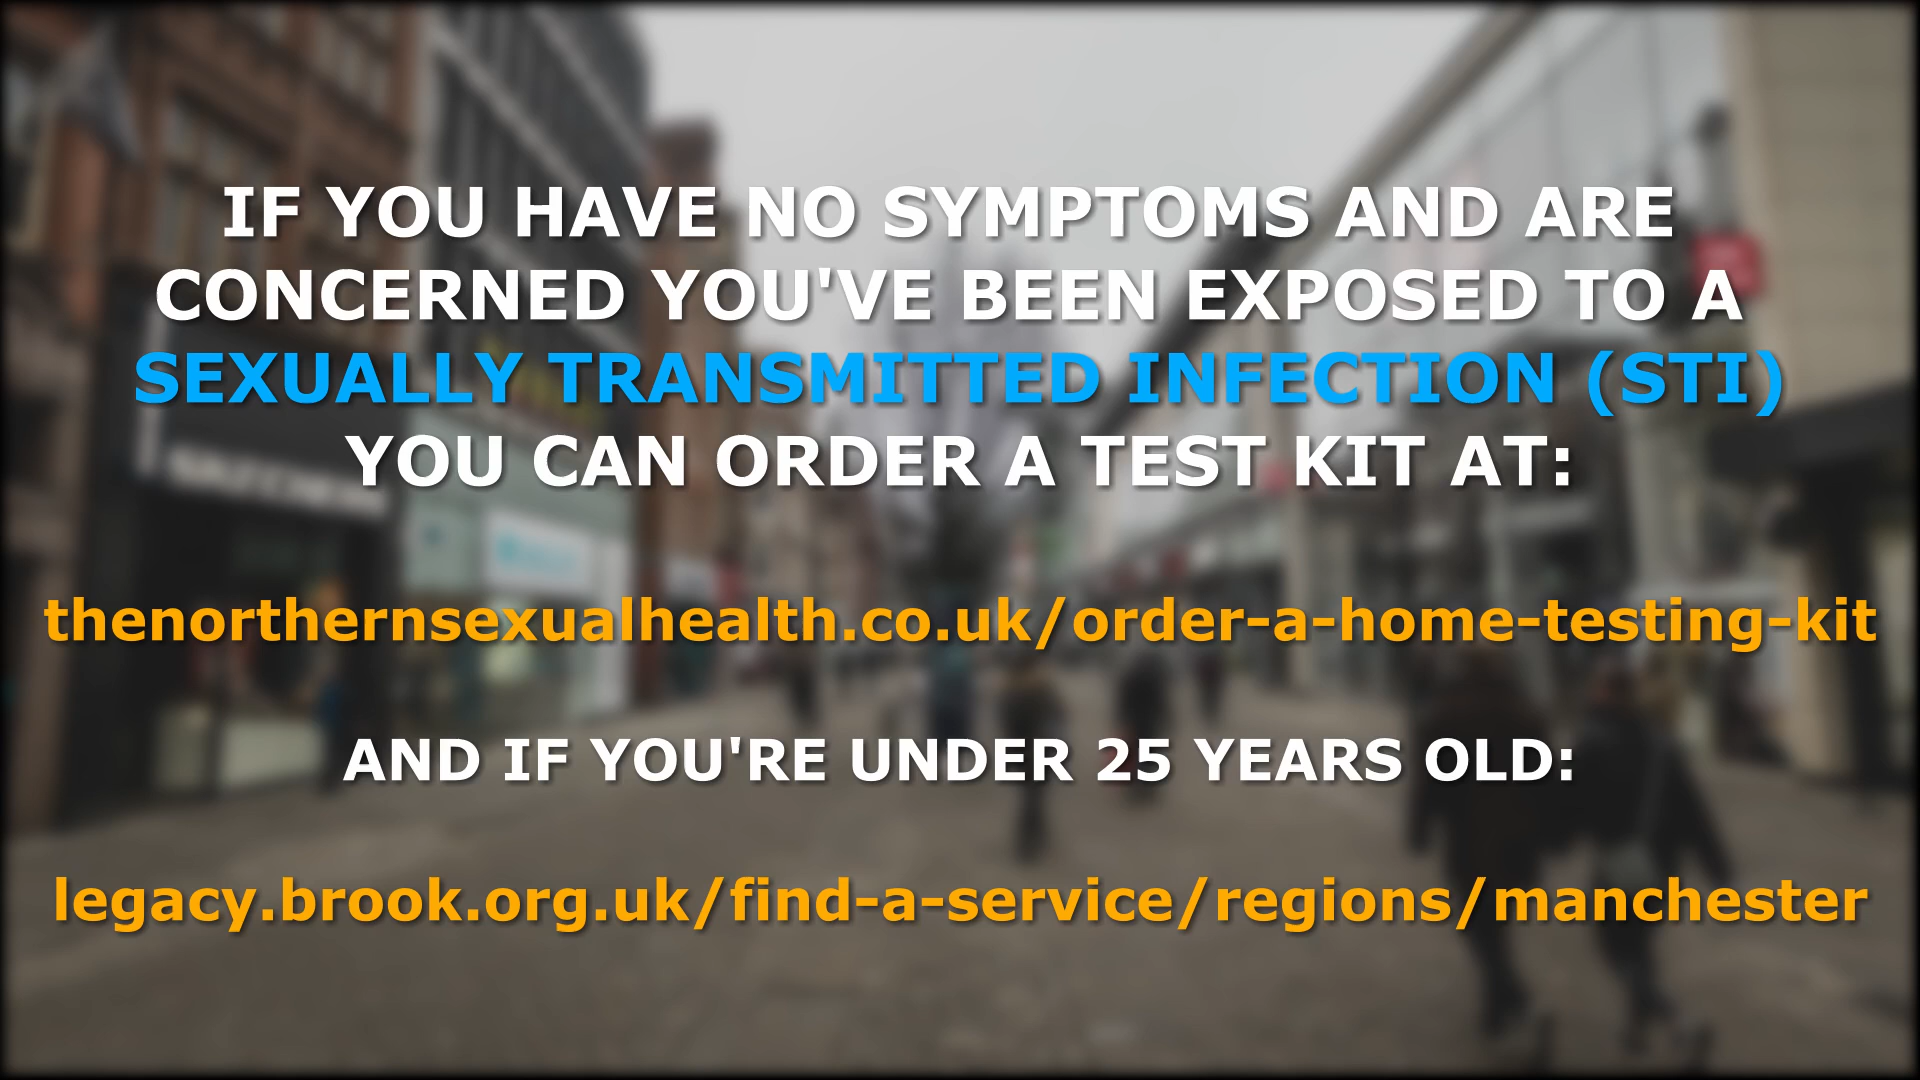 IF YOU HAVE NO SYMPTOMS AND ARE
CONCERNED YOU'VE BEEN EXPOSED TO A
SEXUALLY TRANSMITTED INFECTION (STI)
YOU CAN ORDER A TEST KIT AT:
thenorthernsexualhealth.co.uk/order-a-home-testing-kit
AND IF YOU'RE UNDER 25 YEARS OLD:
legacy.brook.org.uk/find-a-service/regions/manchester